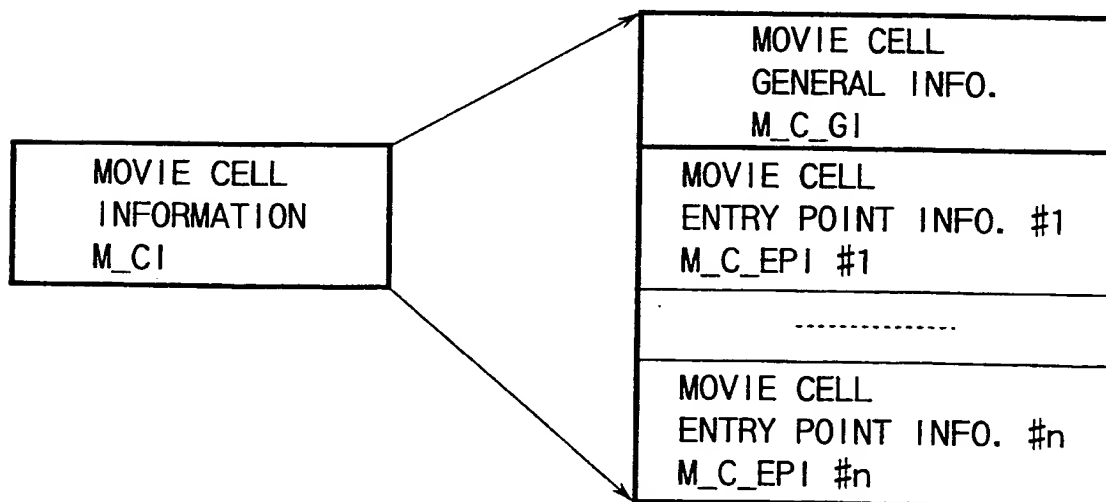 MOVIE CELL
INFORMATION
M_CI
MOVIE CELL
GENERAL INFO.
M_C_GI
MOVIE CELL
ENTRY POINT INFO. #1
M_C_EPI #1
MOVIE CELL
ENTRY POINT INFO. #n
M_C_EPI #n